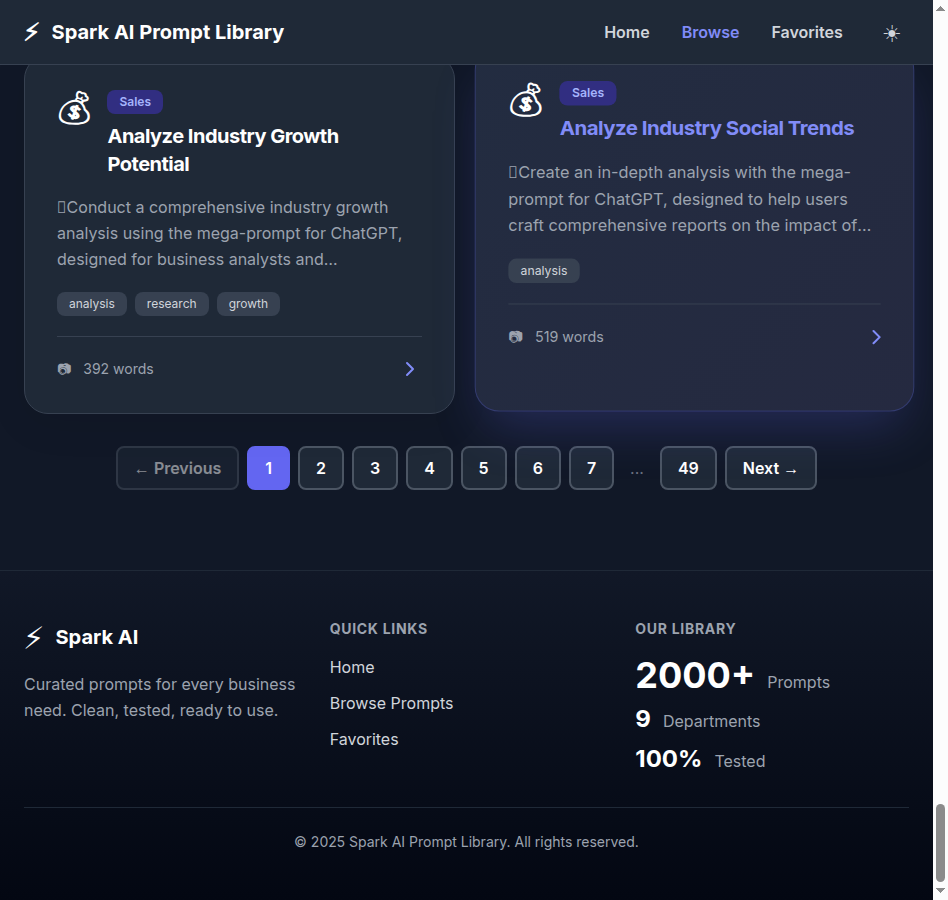 ⚡ Spark AI Prompt Library
Home Browse Favorites
Sales
Analyze Industry Growth
Potential
Conduct a comprehensive industry growth
analysis using the mega-prompt for ChatGPT,
designed for business analysts and...
analysis research growth
392 words
Sales
Analyze Industry Social Trends
Create an in-depth analysis with the mega-
prompt for ChatGPT, designed to help users
craft comprehensive reports on the impact of...
analysis
519 words
← Previous 1 2 3 4 5 6 7 ... 49 Next →
⚡ Spark AI
Curated prompts for every business
need. Clean, tested, ready to use.
QUICK LINKS
Home
Browse Prompts
Favorites
OUR LIBRARY
2000+ Prompts
9 Departments
100% Tested
© 2025 Spark AI Prompt Library. All rights reserved.